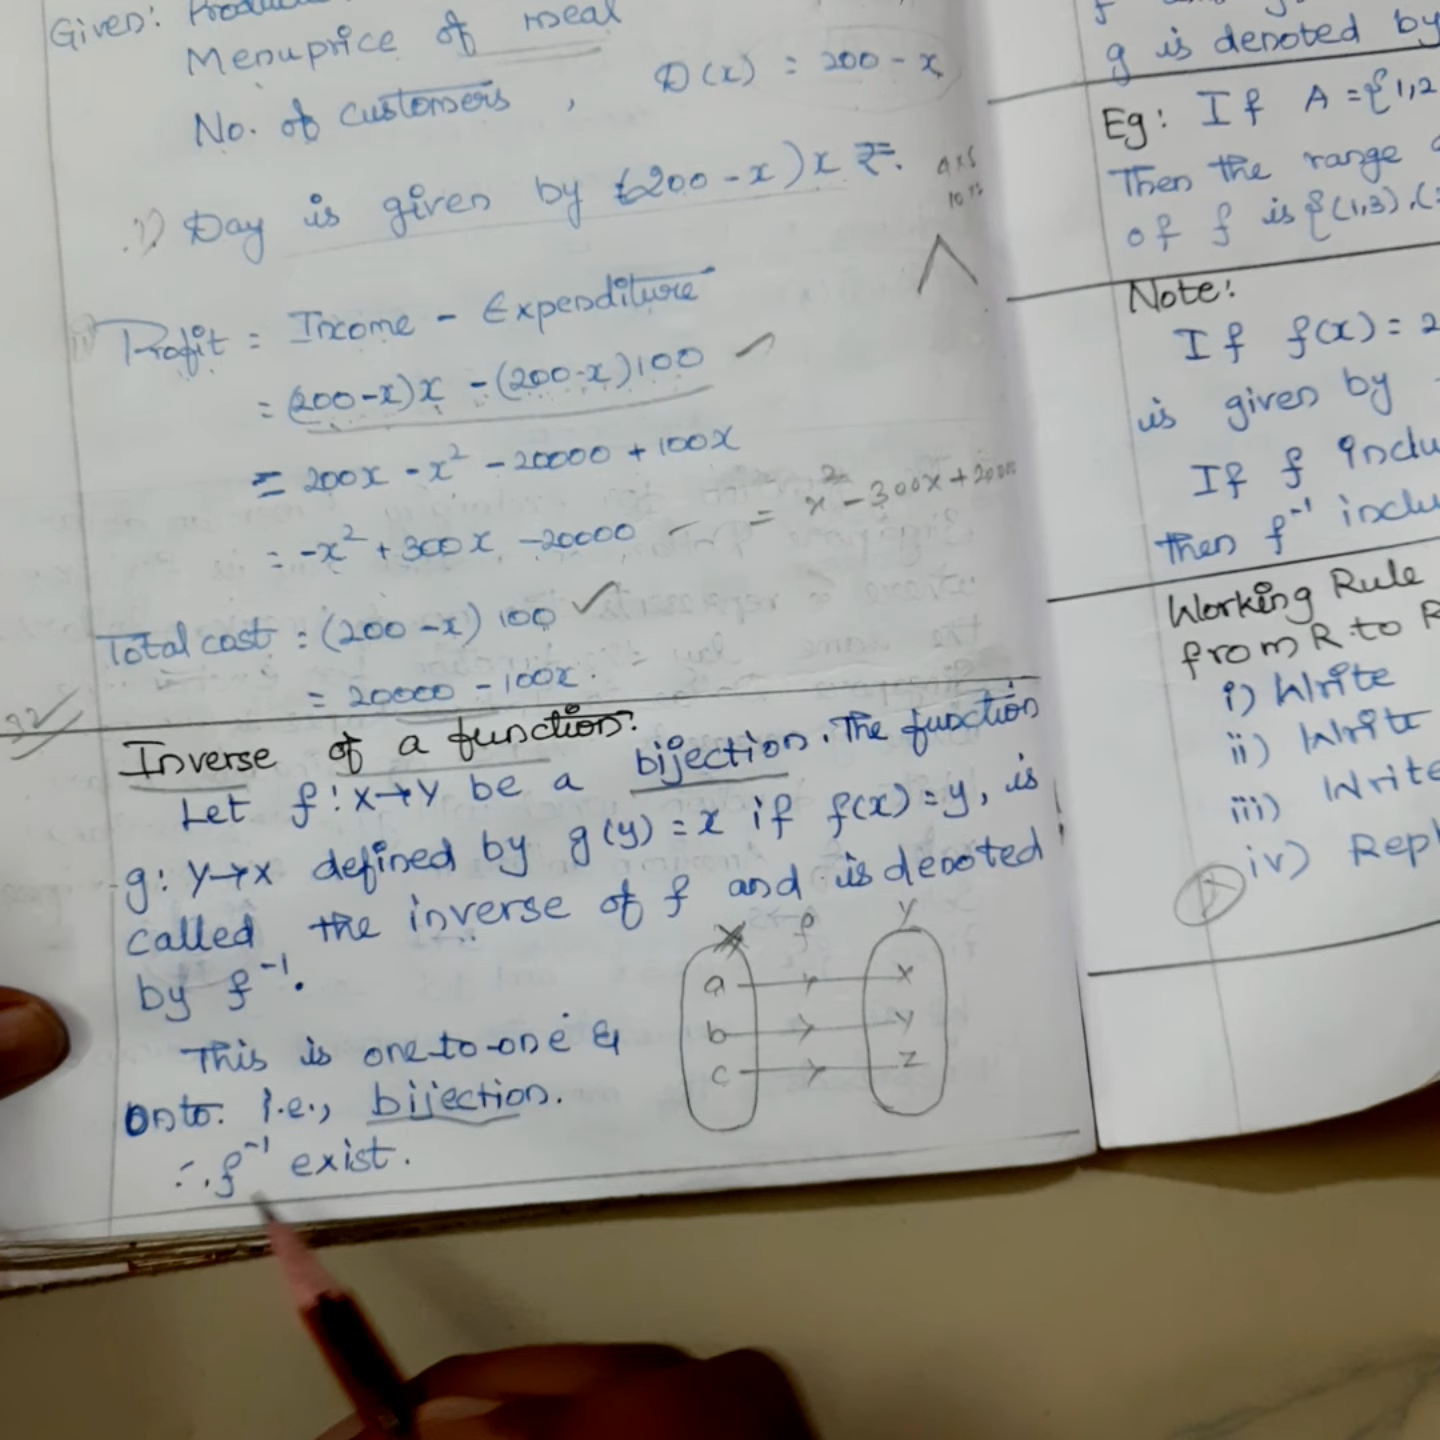 Given:
Menuprice of meal
No. of customers , D(x) = 200 - x
Day is given by (200 - x) x ₹.
Profit = Income - Expenditure
= (200-x)x - (200-x)100
= 200x - x² - 20000 + 100x
= -x² + 300x - 20000 - = x² - 300x +
Total cost = (200 - x) 100
= 20000 - 100x.
Inverse of a function:
Let f: X→Y be a bijection. The function
g: Y→X defined by g(y) = x if f(x) = y, is
called the inverse of f and is denoted
by f⁻¹.
This is one-to-one &
onto. i.e., bijection.
∴ f⁻¹ exist.
X f Y
a x
b y
c z
g is denoted by
Eg: If A = {1,2
Then the range
of f is {(1,3),(
Note:
If f(x) = 2
is given by
If f inclu
Then f⁻¹ inclu
Working Rule
from R to R
i) Write
ii) Write
iii) Write
iv) Repl